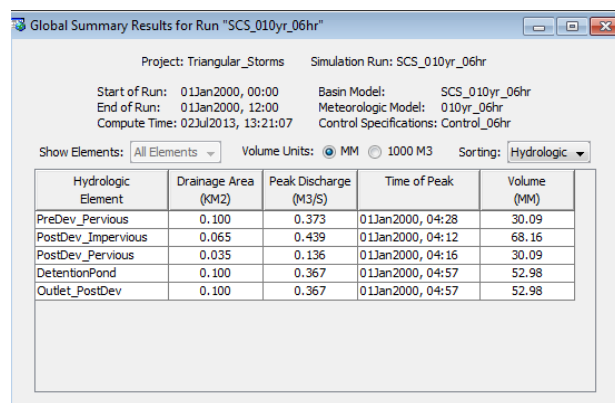 Global Summary Results for Run "SCS_010yr_06hr"
Project: Triangular_Storms Simulation Run: SCS_010yr_06hr
Start of Run: 01Jan2000, 00:00 Basin Model: SCS_010yr_06hr
End of Run: 01Jan2000, 12:00 Meteorologic Model: 010yr_06hr
Compute Time: 02Jul2013, 13:21:07 Control Specifications: Control_06hr
Show Elements: All Elements Volume Units: MM 1000 M3 Sorting: Hydrologic
Hydrologic Drainage Area Peak Discharge Time of Peak Volume
Element (KM2) (M3/S) (MM)
PreDev_Pervious 0.100 0.373 01Jan2000, 04:28 30.09
PostDev_Impervious 0.065 0.439 01Jan2000, 04:12 68.16
PostDev_Pervious 0.035 0.136 01Jan2000, 04:16 30.09
DetentionPond 0.100 0.367 01Jan2000, 04:57 52.98
Outlet_PostDev 0.100 0.367 01Jan2000, 04:57 52.98